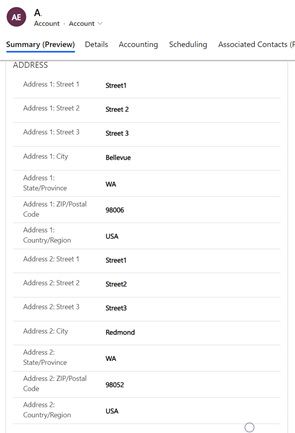 AE
A
Account · Account
Summary (Preview) Details Accounting Scheduling Associated Contacts (F
ADDRESS
Address 1: Street 1 Street1
Address 1: Street 2 Street 2
Address 1: Street 3 Street 3
Address 1: City Bellevue
Address 1:
State/Province WA
Address 1: ZIP/Postal
Code 98006
Address 1:
Country/Region USA
Address 2: Street 1 Street1
Address 2: Street 2 Street2
Address 2: Street 3 Street3
Address 2: City Redmond
Address 2:
State/Province WA
Address 2: ZIP/Postal
Code 98052
Address 2:
Country/Region USA